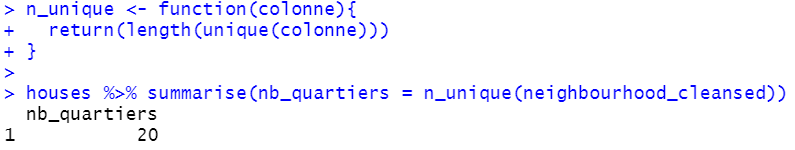 > n_unique <- function(colonne){
+   return(length(unique(colonne)))
+ }
>
> houses %>% summarise(nb_quartiers = n_unique(neighbourhood_cleansed))
  nb_quartiers
1           20